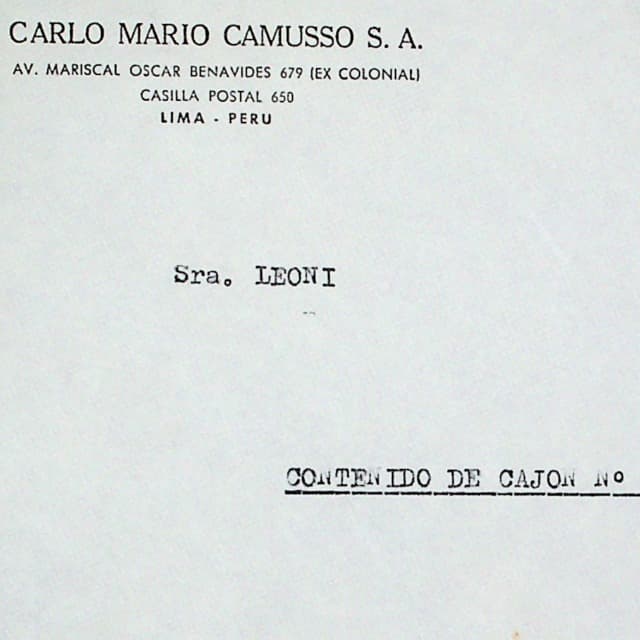 CARLO MARIO CAMUSSO S. A.
AV. MARISCAL OSCAR BENAVIDES 679 (EX COLONIAL)
CASILLA POSTAL 650
LIMA - PERU
Sra. LEONI
CONTENIDO DE CAJON Nº